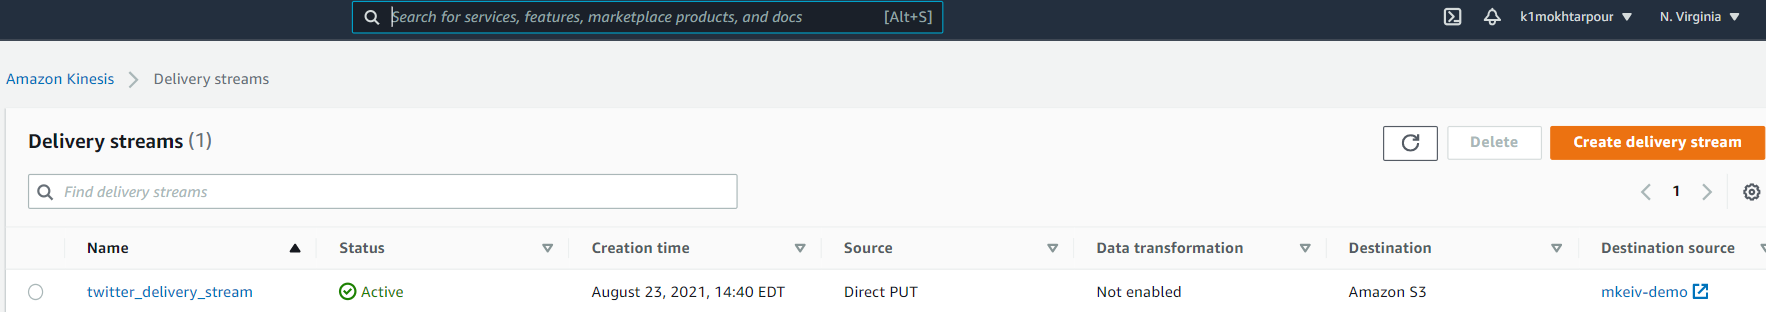 Search for services, features, marketplace products, and docs [Alt+S] k1mokhtarpour ▼ N. Virginia ▼
Amazon Kinesis > Delivery streams
Delivery streams (1) Delete Create delivery stream
Find delivery streams 1
Name Status Creation time Source Data transformation Destination Destination source
twitter_delivery_stream Active August 23, 2021, 14:40 EDT Direct PUT Not enabled Amazon S3 mkeiv-demo